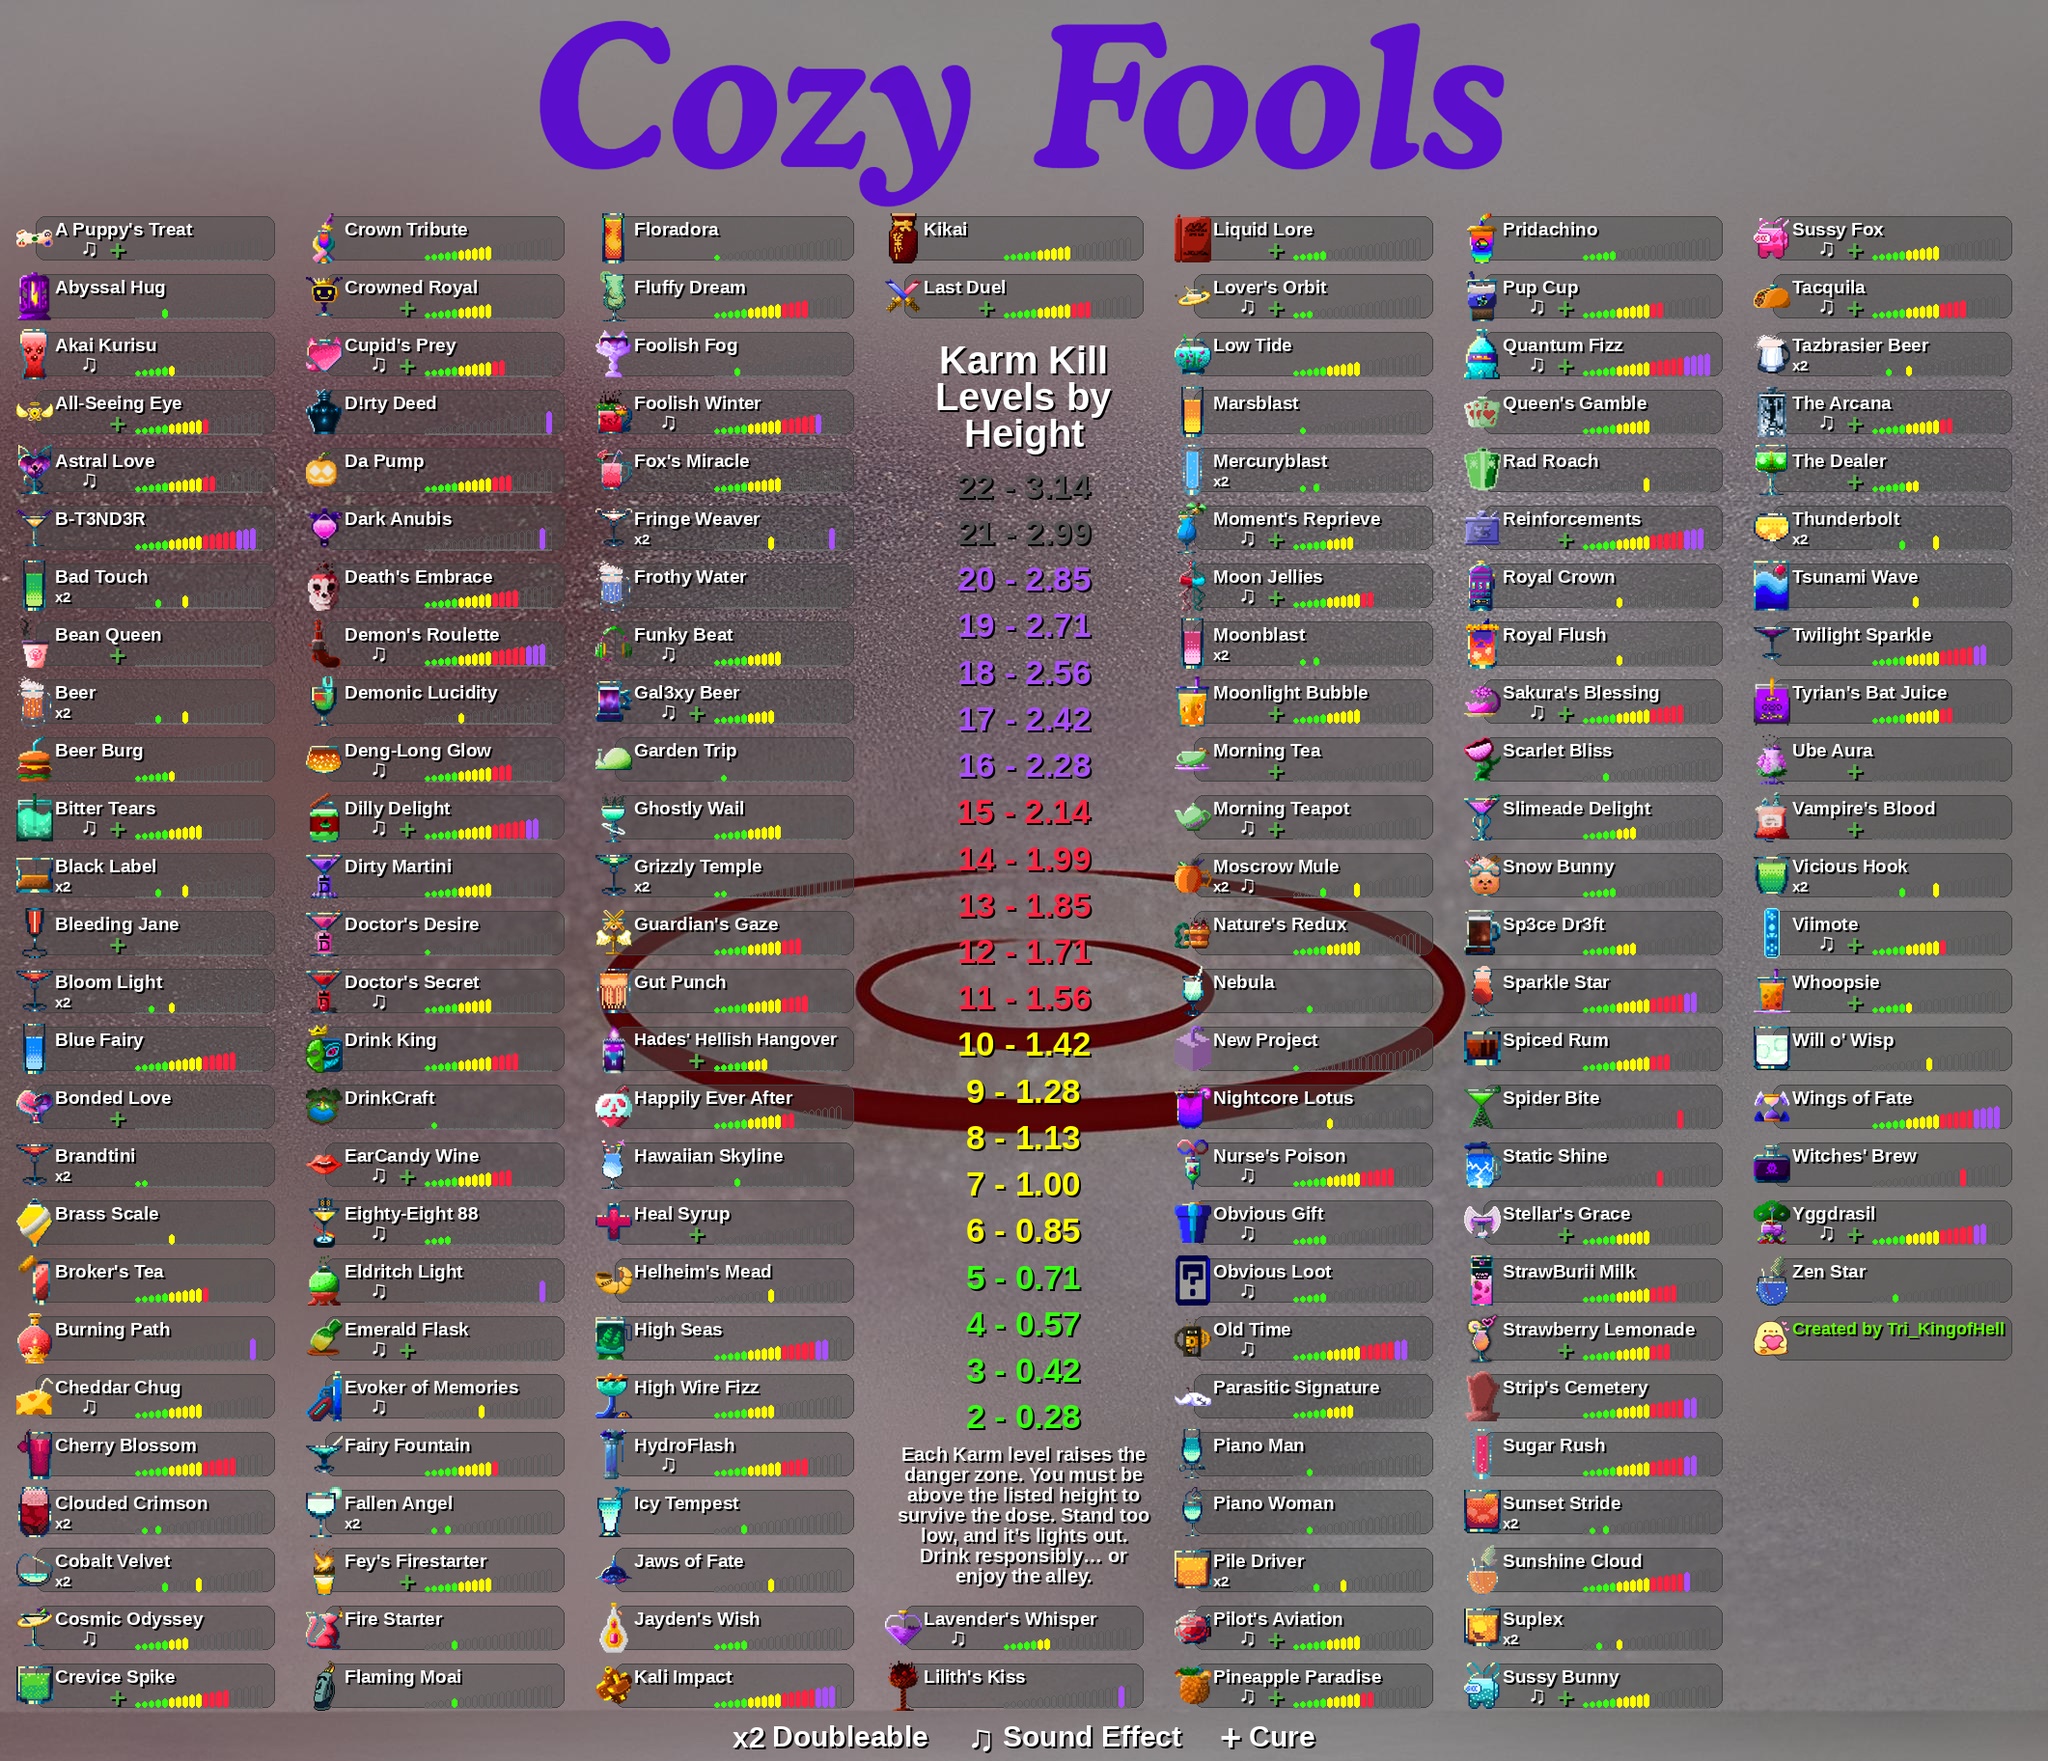 Cozy Fools
A Puppy's Treat
♫ +
Abyssal Hug
Akai Kurisu
♫
All-Seeing Eye
+
Astral Love
♫
B-T3ND3R
Bad Touch
x2
Bean Queen
+
Beer
x2
Beer Burg
Bitter Tears
♫ +
Black Label
x2
Bleeding Jane
+
Bloom Light
x2
Blue Fairy
Bonded Love
+
Brandtini
x2
Brass Scale
Broker's Tea
Burning Path
Cheddar Chug
♫
Cherry Blossom
Clouded Crimson
x2
Cobalt Velvet
x2
Cosmic Odyssey
♫
Crevice Spike
+
Crown Tribute
Crowned Royal
+
Cupid's Prey
♫ +
D!rty Deed
Da Pump
Dark Anubis
Death's Embrace
Demon's Roulette
♫
Demonic Lucidity
Deng-Long Glow
♫
Dilly Delight
♫ +
Dirty Martini
Doctor's Desire
Doctor's Secret
♫
Drink King
DrinkCraft
EarCandy Wine
♫ +
Eighty-Eight 88
♫
Eldritch Light
♫
Emerald Flask
♫ +
Evoker of Memories
♫
Fairy Fountain
Fallen Angel
x2
Fey's Firestarter
+
Fire Starter
Flaming Moai
Floradora
Fluffy Dream
Foolish Fog
Foolish Winter
♫
Fox's Miracle
Fringe Weaver
x2
Frothy Water
Funky Beat
♫
Gal3xy Beer
♫ +
Garden Trip
Ghostly Wail
Grizzly Temple
x2
Guardian's Gaze
Gut Punch
Hades' Hellish Hangover
+
Happily Ever After
Hawaiian Skyline
Heal Syrup
+
Helheim's Mead
High Seas
High Wire Fizz
HydroFlash
♫
Icy Tempest
Jaws of Fate
Jayden's Wish
Kali Impact
Kikai
Last Duel
+
Karm Kill
Levels by
Height
22 - 3.14
21 - 2.99
20 - 2.85
19 - 2.71
18 - 2.56
17 - 2.42
16 - 2.28
15 - 2.14
14 - 1.99
13 - 1.85
12 - 1.71
11 - 1.56
10 - 1.42
9 - 1.28
8 - 1.13
7 - 1.00
6 - 0.85
5 - 0.71
4 - 0.57
3 - 0.42
2 - 0.28
Each Karm level raises the
danger zone. You must be
above the listed height to
survive the dose. Stand too
low, and it's lights out.
Drink responsibly... or
enjoy the alley.
Lavender's Whisper
♫
Lilith's Kiss
Liquid Lore
+
Lover's Orbit
♫ +
Low Tide
Marsblast
Mercuryblast
x2
Moment's Reprieve
♫ +
Moon Jellies
♫ +
Moonblast
x2
Moonlight Bubble
+
Morning Tea
+
Morning Teapot
♫ +
Moscrow Mule
x2 ♫
Nature's Redux
Nebula
New Project
Nightcore Lotus
Nurse's Poison
♫
Obvious Gift
♫
Obvious Loot
♫
Old Time
♫
Parasitic Signature
Piano Man
Piano Woman
Pile Driver
x2
Pilot's Aviation
♫ +
Pineapple Paradise
♫ +
Pridachino
Pup Cup
♫ +
Quantum Fizz
♫ +
Queen's Gamble
Rad Roach
Reinforcements
+
Royal Crown
Royal Flush
Sakura's Blessing
♫ +
Scarlet Bliss
Slimeade Delight
Snow Bunny
Sp3ce Dr3ft
Sparkle Star
Spiced Rum
Spider Bite
Static Shine
Stellar's Grace
+
StrawBurii Milk
Strawberry Lemonade
+
Strip's Cemetery
Sugar Rush
Sunset Stride
x2
Sunshine Cloud
Suplex
x2
Sussy Bunny
♫ +
Sussy Fox
♫ +
Tacquila
♫ +
Tazbrasier Beer
x2
The Arcana
♫ +
The Dealer
+
Thunderbolt
x2
Tsunami Wave
Twilight Sparkle
Tyrian's Bat Juice
Ube Aura
+
Vampire's Blood
+
Vicious Hook
x2
Viimote
♫ +
Whoopsie
+
Will o' Wisp
Wings of Fate
Witches' Brew
Yggdrasil
♫ +
Zen Star
Created by Tri_KingofHell
x2 Doubleable ♫ Sound Effect + Cure